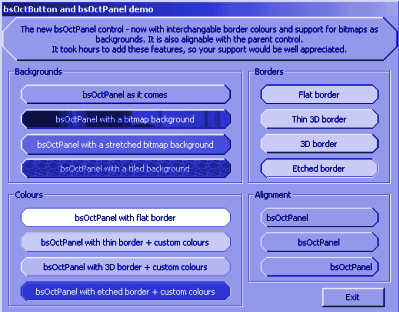 bsOctButton and bsOctPanel demo
The new bsOctPanel control - now with interchangable border colours and support for bitmaps as
backgrounds. It is also alignable with the parent control.
It took hours to add these features, so your support would be well appreciated.
Backgrounds
bsOctPanel as it comes
bsOctPanel with a bitmap background
bsOctPanel with a stretched bitmap background
bsOctPanel with a tiled background
Borders
Flat border
Thin 3D border
3D border
Etched border
Colours
bsOctPanel with flat border
bsOctPanel with thin border + custom colours
bsOctPanel with 3D border + custom colours
bsOctPanel with etched border + custom colours
Alignment
bsOctPanel
bsOctPanel
bsOctPanel
Exit